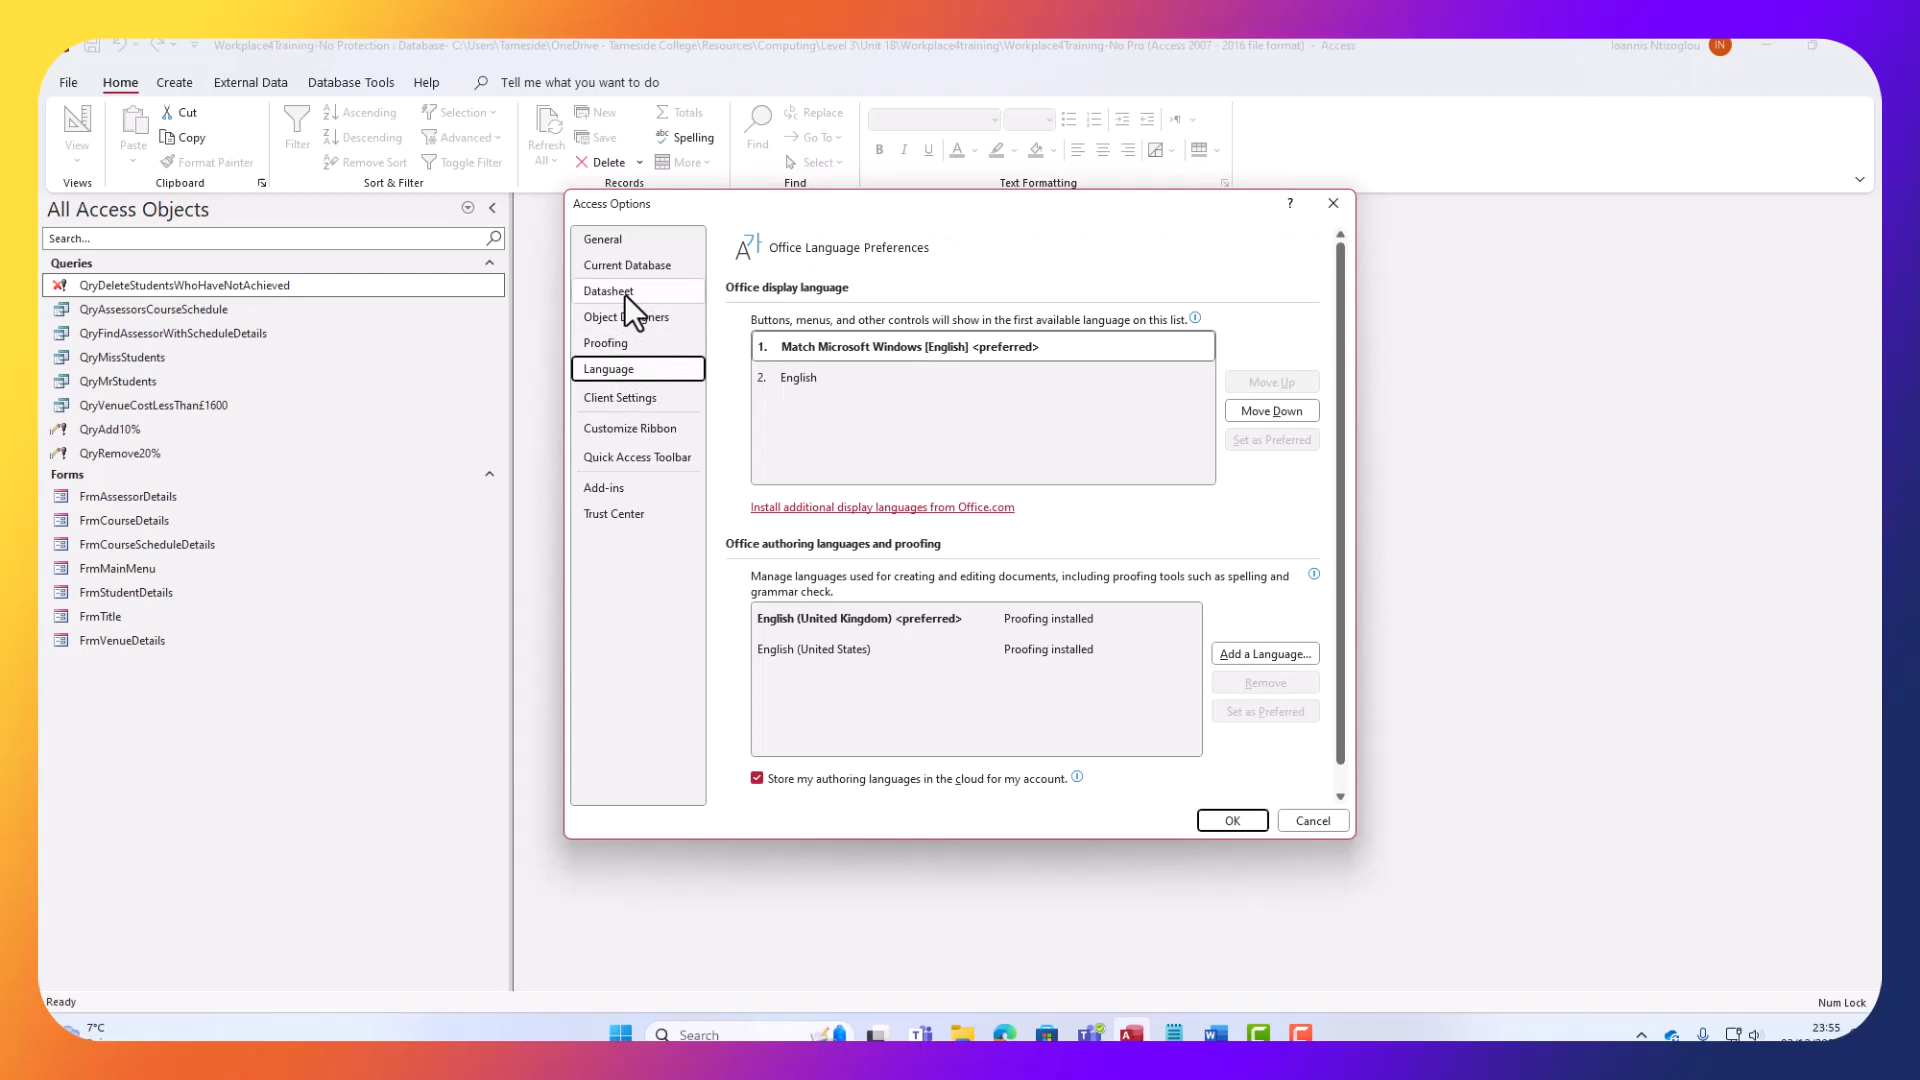 Workplace4Training-No Protection : Database- C:\Users\Tameside\OneDrive - Tameside College\Resources\Computing\Level 3\Unit 18\Workplace4training\Workplace4Training-No Pro (Access 2007 - 2016 file format) - Access
Ioannis Ntizoglou IN
File Home Create External Data Database Tools Help Tell me what you want to do
View
Views
Paste
Cut
Copy
Format Painter
Clipboard
Filter
Ascending
Descending
Remove Sort
Selection
Advanced
Toggle Filter
Sort & Filter
Refresh
All
New
Save
Delete
Totals
Spelling
More
Records
Find
Replace
Go To
Select
Find
B I U A
Text Formatting
All Access Objects
Search...
Queries
QryDeleteStudentsWhoHaveNotAchieved
QryAssessorsCourseSchedule
QryFindAssessorWithScheduleDetails
QryMissStudents
QryMrStudents
QryVenueCostLessThan£1600
QryAdd10%
QryRemove20%
Forms
FrmAssessorDetails
FrmCourseDetails
FrmCourseScheduleDetails
FrmMainMenu
FrmStudentDetails
FrmTitle
FrmVenueDetails
Access Options
General
Current Database
Datasheet
Object
Proofing
Language
Client Settings
Customize Ribbon
Quick Access Toolbar
Add-ins
Trust Center
Office Language Preferences
Office display language
Buttons, menus, and other controls will show in the first available language on this list.
1. Match Microsoft Windows [English] <preferred>
2. English
Move Up
Move Down
Set as Preferred
Install additional display languages from Office.com
Office authoring languages and proofing
Manage languages used for creating and editing documents, including proofing tools such as spelling and
grammar check.
English (United Kingdom) <preferred> Proofing installed
English (United States) Proofing installed
Add a Language...
Remove
Set as Preferred
Store my authoring languages in the cloud for my account.
OK Cancel
Ready
Num Lock
7°C
Search
23:55